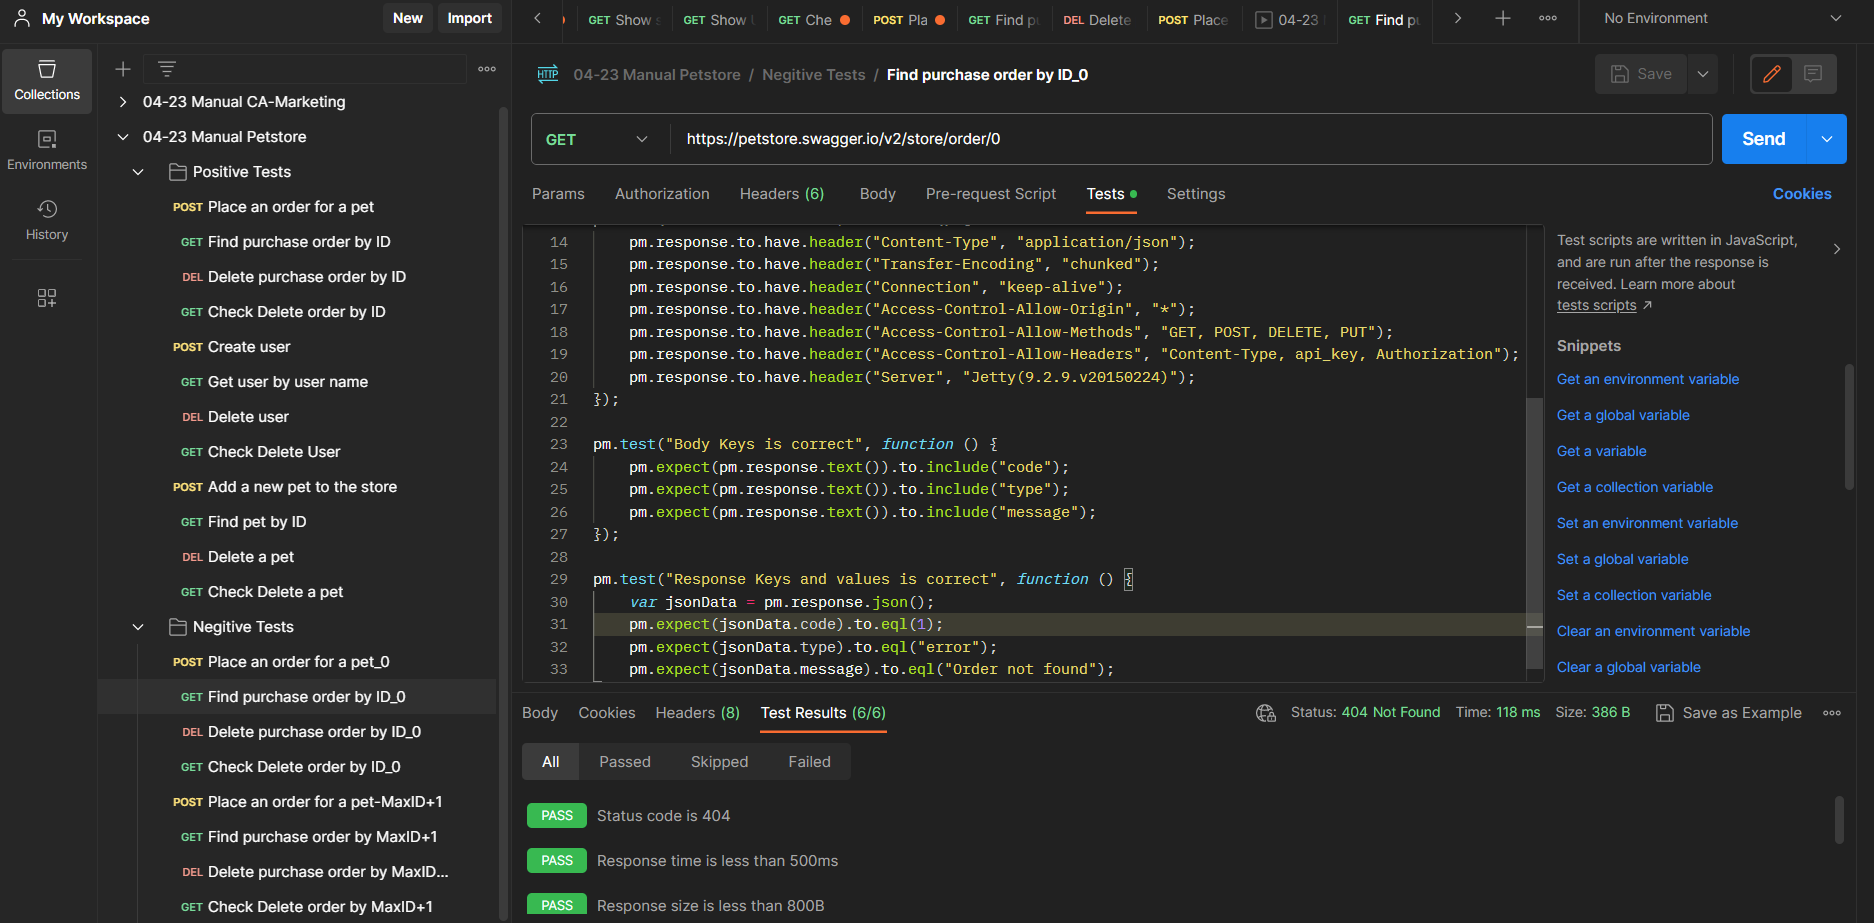 My Workspace
New
Import
GET Show
GET Show
GET Che
POST Pla
GET Find
DEL Delete
POST Place
04-23
GET Find
No Environment
Collections
Environments
History
04-23 Manual CA-Marketing
04-23 Manual Petstore
Positive Tests
POST Place an order for a pet
GET Find purchase order by ID
DEL Delete purchase order by ID
GET Check Delete order by ID
POST Create user
GET Get user by user name
DEL Delete user
GET Check Delete User
POST Add a new pet to the store
GET Find pet by ID
DEL Delete a pet
GET Check Delete a pet
Negitive Tests
POST Place an order for a pet_0
GET Find purchase order by ID_0
DEL Delete purchase order by ID_0
GET Check Delete order by ID_0
POST Place an order for a pet-MaxID+1
GET Find purchase order by MaxID+1
DEL Delete purchase order by MaxID...
GET Check Delete order by MaxID+1
HTTP 04-23 Manual Petstore / Negitive Tests / Find purchase order by ID_0
Save
GET https://petstore.swagger.io/v2/store/order/0
Send
Params Authorization Headers (6) Body Pre-request Script Tests Settings
Cookies
14 pm.response.to.have.header("Content-Type", "application/json");
15 pm.response.to.have.header("Transfer-Encoding", "chunked");
16 pm.response.to.have.header("Connection", "keep-alive");
17 pm.response.to.have.header("Access-Control-Allow-Origin", "*");
18 pm.response.to.have.header("Access-Control-Allow-Methods", "GET, POST, DELETE, PUT");
19 pm.response.to.have.header("Access-Control-Allow-Headers", "Content-Type, api_key, Authorization");
20 pm.response.to.have.header("Server", "Jetty(9.2.9.v20150224)");
21 });
22
23 pm.test("Body Keys is correct", function () {
24 pm.expect(pm.response.text()).to.include("code");
25 pm.expect(pm.response.text()).to.include("type");
26 pm.expect(pm.response.text()).to.include("message");
27 });
28
29 pm.test("Response Keys and values is correct", function () {
30 var jsonData = pm.response.json();
31 pm.expect(jsonData.code).to.eql(1);
32 pm.expect(jsonData.type).to.eql("error");
33 pm.expect(jsonData.message).to.eql("Order not found");
Test scripts are written in JavaScript,
and are run after the response is
received. Learn more about
tests scripts ↗
Snippets
Get an environment variable
Get a global variable
Get a variable
Get a collection variable
Set an environment variable
Set a global variable
Set a collection variable
Clear an environment variable
Clear a global variable
Body Cookies Headers (8) Test Results (6/6)
Status: 404 Not Found Time: 118 ms Size: 386 B
Save as Example
All Passed Skipped Failed
PASS Status code is 404
PASS Response time is less than 500ms
PASS Response size is less than 800B